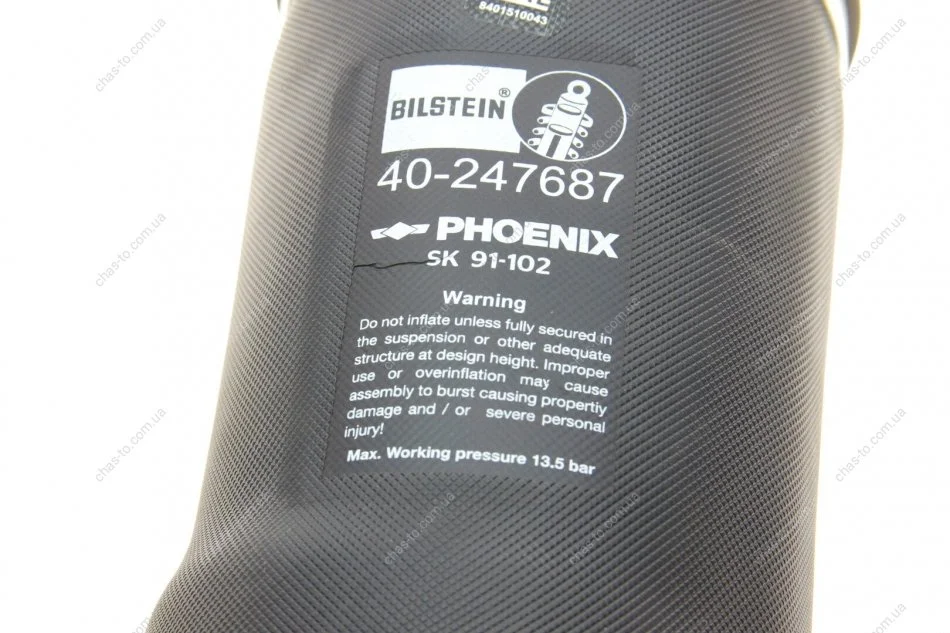 8401510043
BILSTEIN®
40-247687
PHOENIX
SK 91-102
Warning
Do not inflate unless fully secured in
the suspension or other adequate
structure at design height. Improper
use or overinflation may cause
assembly to burst causing propertiy
damage and / or severe personal
injury!
Max. Working pressure 13.5 bar
chas-to.com.ua